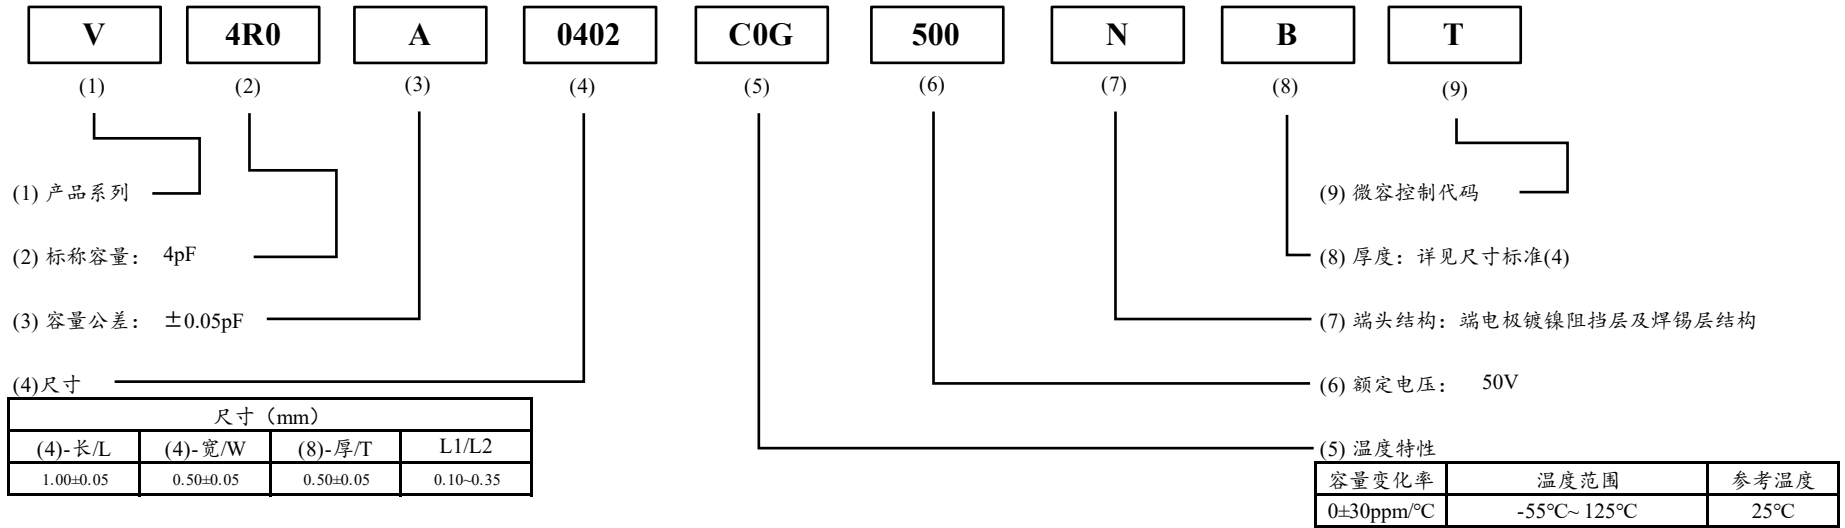 V 4R0 A 0402 C0G 500 N B T
(1) (2) (3) (4) (5) (6) (7) (8) (9)
(1) 产品系列
(9) 微容控制代码
(2) 标称容量： 4pF
(8) 厚度：详见尺寸标准(4)
(3) 容量公差： ±0.05pF
(7) 端头结构：端电极镀镍阻挡层及焊锡层结构
(4)尺寸
(6) 额定电压： 50V
尺寸（mm）
(4)-长/L (4)-宽/W (8)-厚/T L1/L2
1.00±0.05 0.50±0.05 0.50±0.05 0.10~0.35
(5) 温度特性
容量变化率 温度范围 参考温度
0±30ppm/℃ -55℃~ 125℃ 25℃